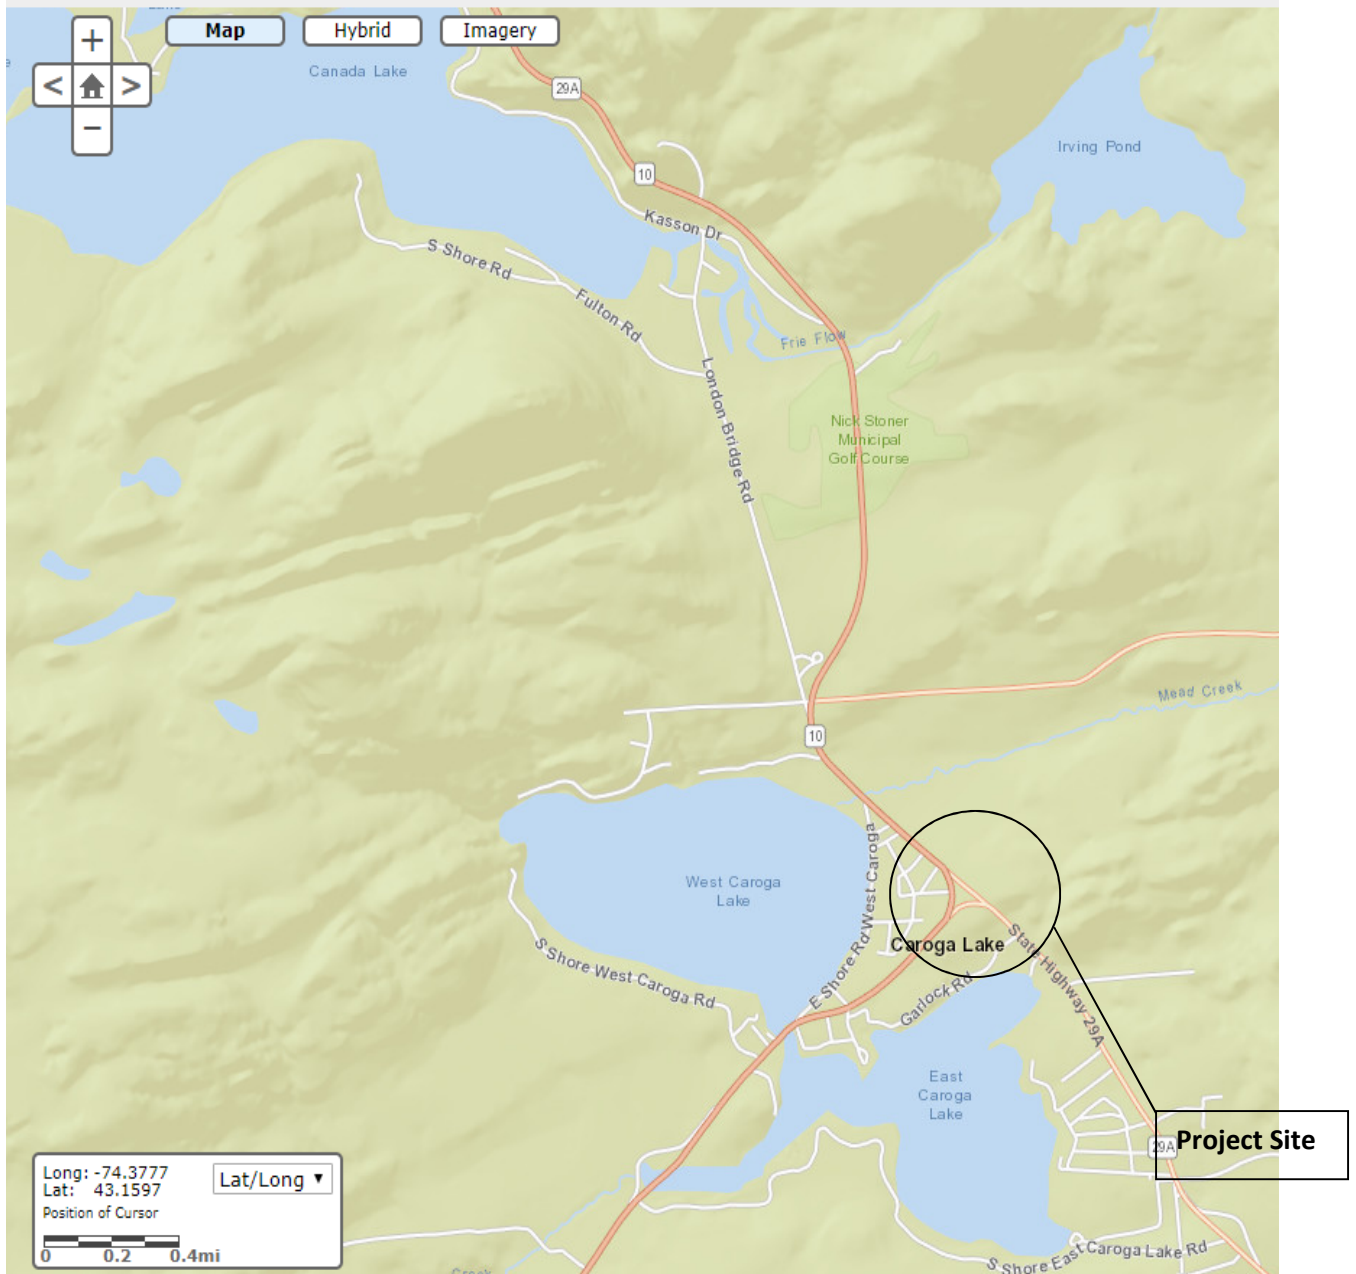 Lake
+
Map
Hybrid
Imagery
Canada Lake
<
>
−
29A
Irving Pond
10
Kasson Dr
S Shore Rd
Fulton Rd
Frie Flow
London Bridge Rd
Nick Stoner
Municipal
Golf Course
Mead Creek
10
E Shore Rd West Caroga
West Caroga
Lake
Caroga Lake
State Highway 29A
S Shore West Caroga Rd
Garlock Rd
East
Caroga
Lake
29A
Project Site
Long: -74.3777
Lat: 43.1597
Lat/Long ▼
Position of Cursor
0 0.2 0.4mi
S Shore East Caroga Lake Rd
Creek